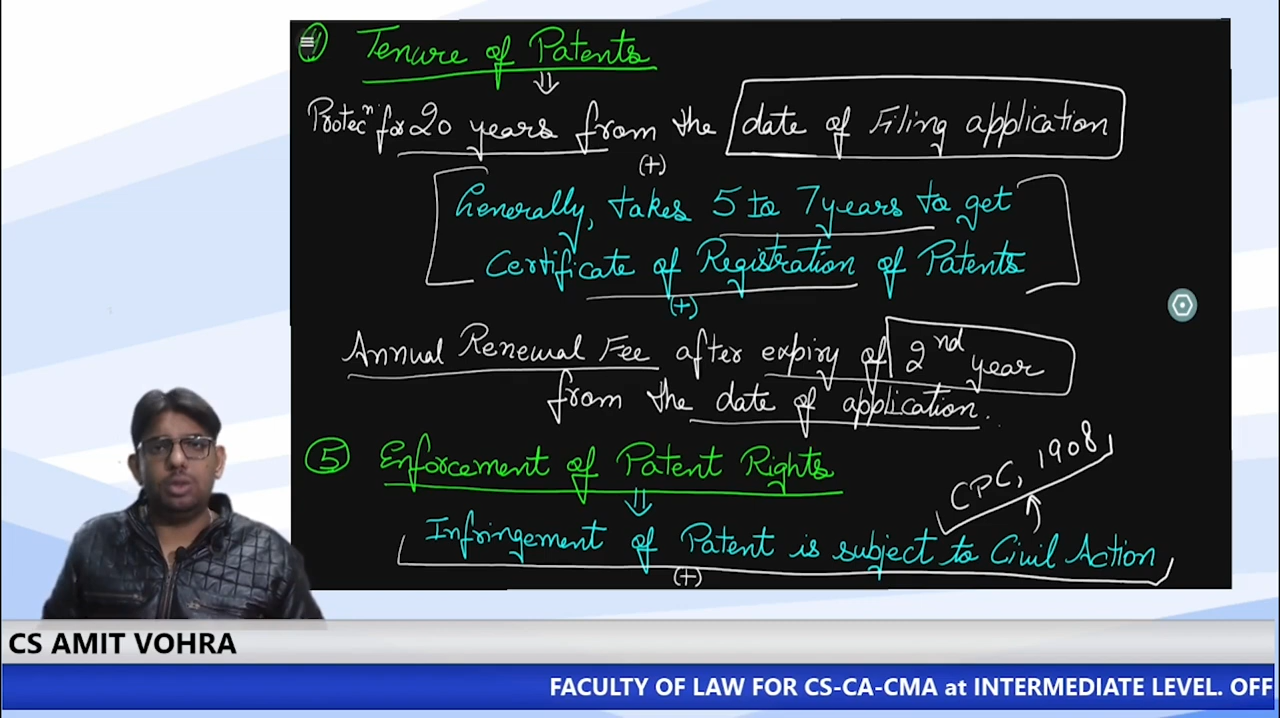 4 Tenure of Patents
⇓
Protecⁿ for 20 years from the date of Filing application
(+)
Generally, takes 5 to 7 years to get
Certificate of Registration of Patents
(+)
Annual Renewal Fee after expiry of 2nd year
from the date of application.
5 Enforcement of Patent Rights
⇓
CPC, 1908
Infringement of Patent is subject to Civil Action
(+)
CS AMIT VOHRA
FACULTY OF LAW FOR CS-CA-CMA at INTERMEDIATE LEVEL. OFF